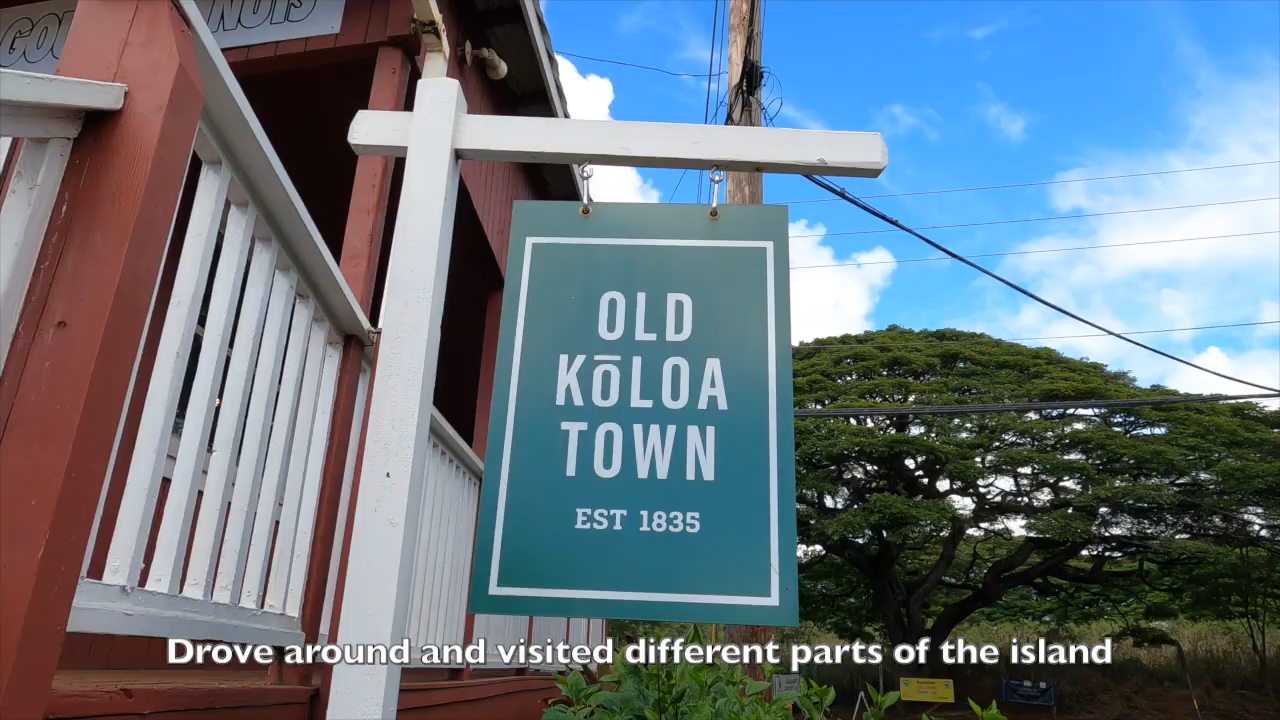 OLD
KōLOA
TOWN
EST 1835
Drove around and visited different parts of the island